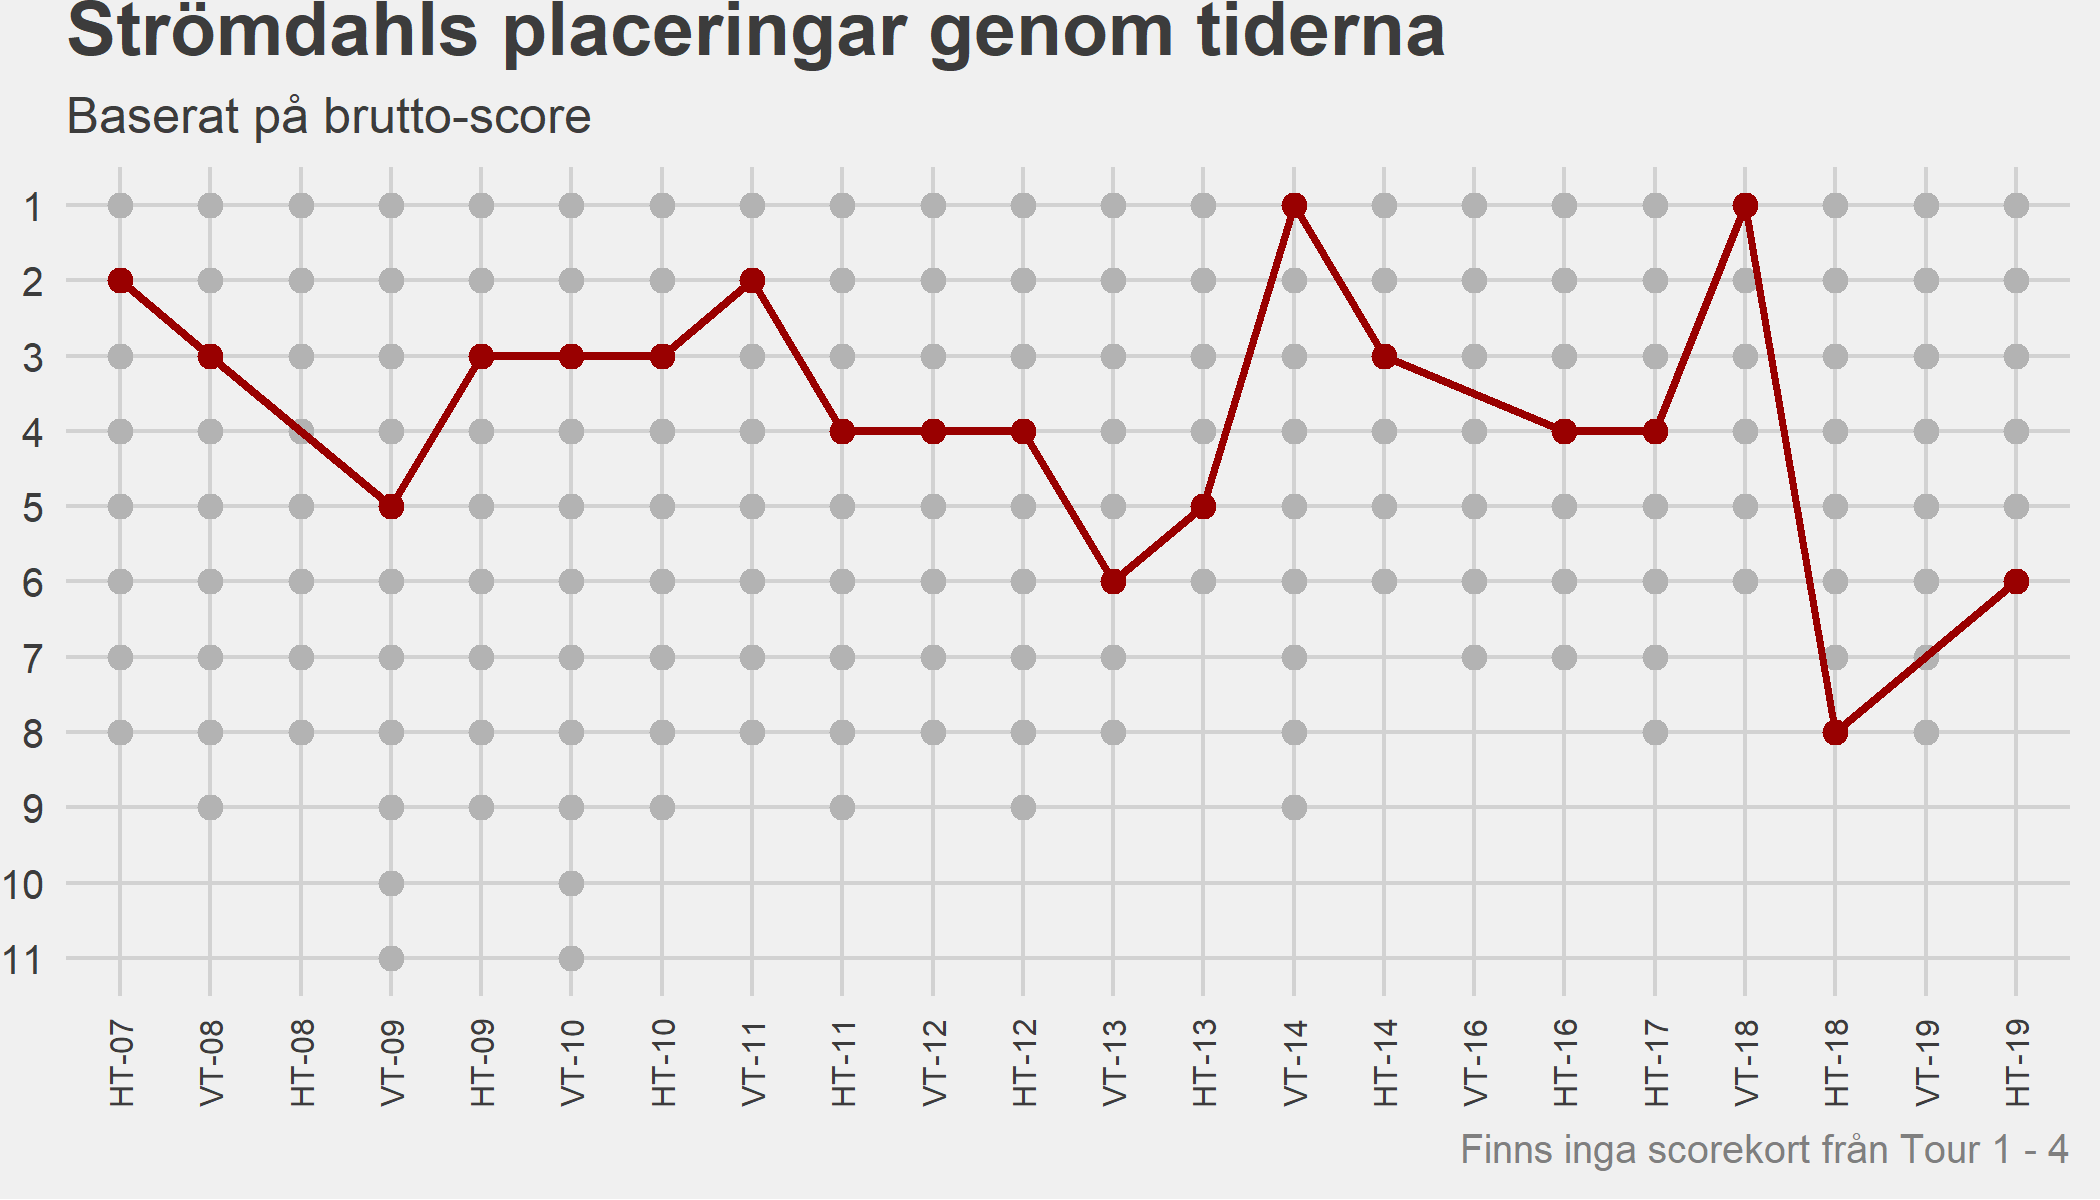 Strömdahls placeringar genom tiderna
Baserat på brutto-score
1
2
3
4
5
6
7
8
9
10
11
HT-07
VT-08
HT-08
VT-09
HT-09
VT-10
HT-10
VT-11
HT-11
VT-12
HT-12
VT-13
HT-13
VT-14
HT-14
VT-16
HT-16
HT-17
VT-18
HT-18
VT-19
HT-19
Finns inga scorekort från Tour 1 - 4